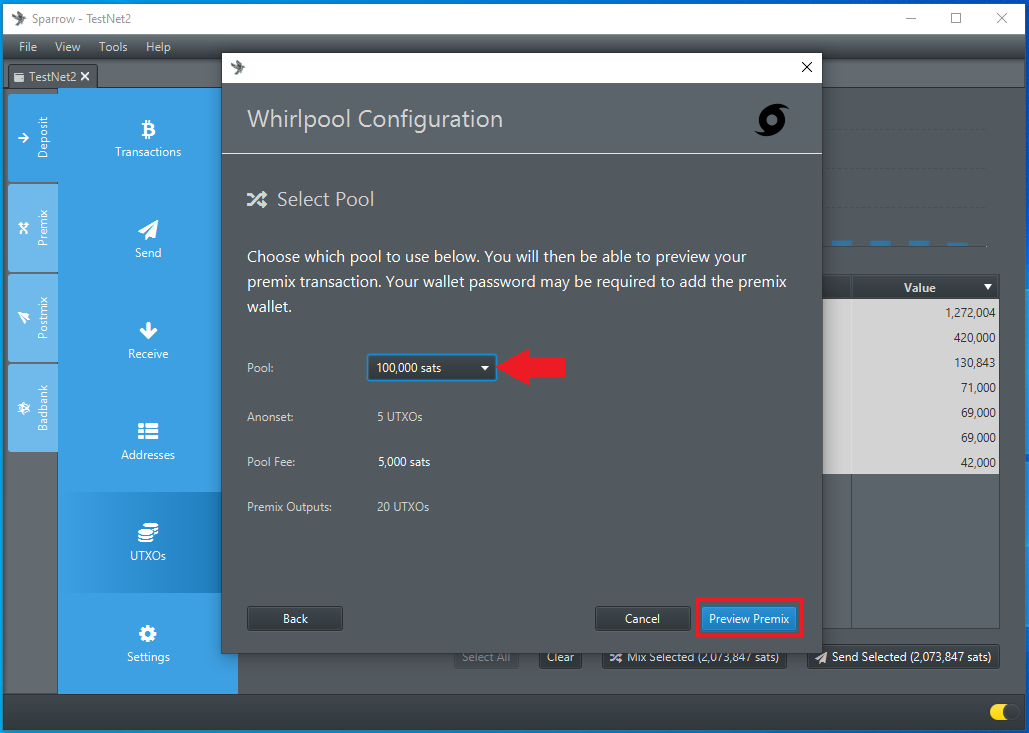 Sparrow - TestNet2
File View Tools Help
TestNet2
Deposit
Premix
Postmix
Badbank
Transactions
Send
Receive
Addresses
UTXOs
Settings
Whirlpool Configuration
Select Pool
Choose which pool to use below. You will then be able to preview your
premix transaction. Your wallet password may be required to add the premix
wallet.
Pool: 100,000 sats
Anonset: 5 UTXOs
Pool Fee: 5,000 sats
Premix Outputs: 20 UTXOs
Back Cancel Preview Premix
Value
1,272,004
420,000
130,843
71,000
69,000
69,000
42,000
Select All Clear Mix Selected (2,073,847 sats) Send Selected (2,073,847 sats)